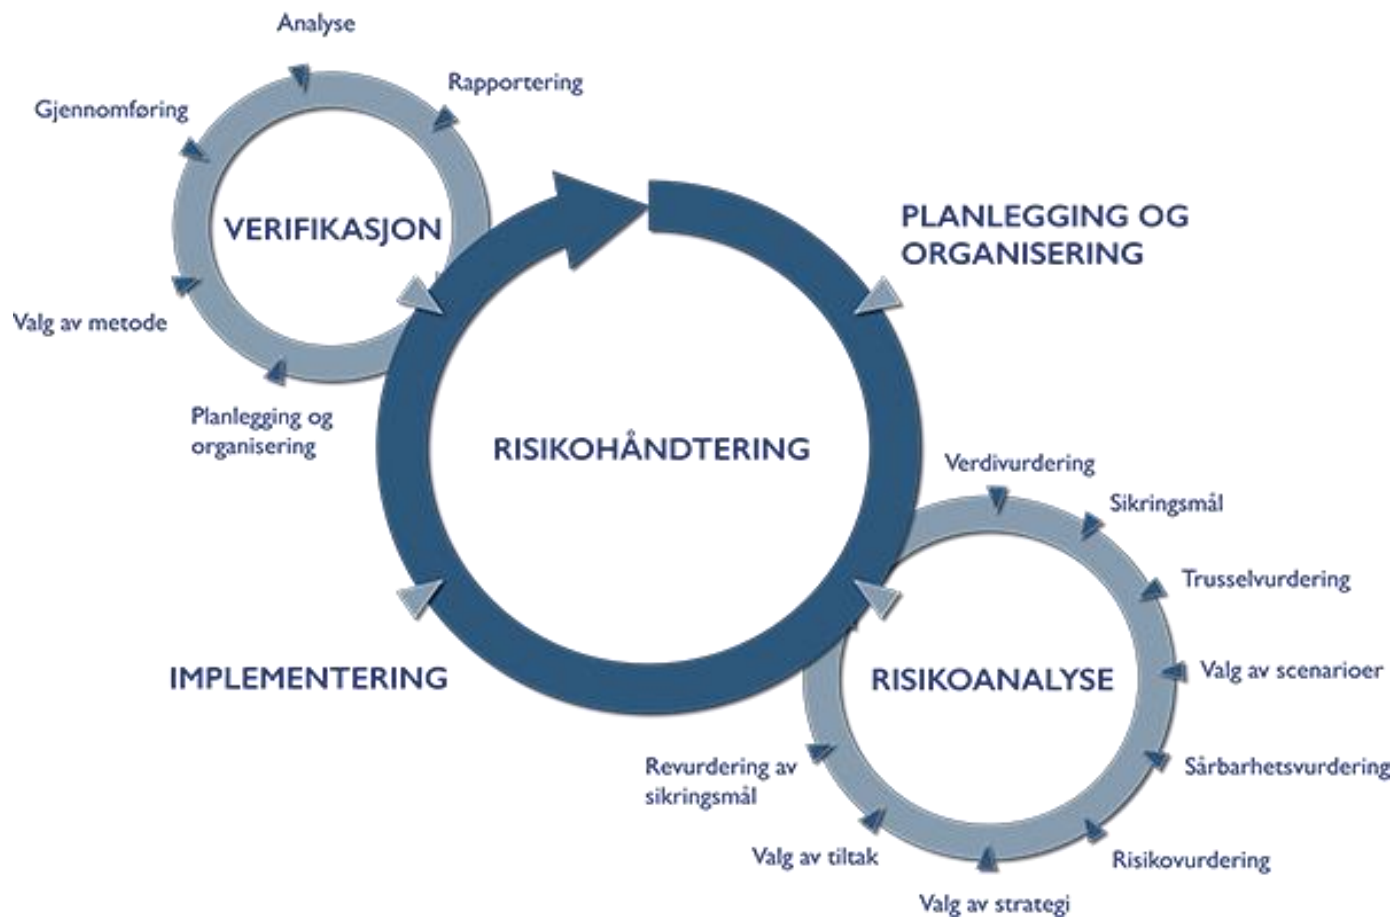 Analyse
Rapportering
Gjennomføring
VERIFIKASJON
Valg av metode
Planlegging og
organisering
PLANLEGGING OG
ORGANISERING
RISIKOHÅNDTERING
IMPLEMENTERING
Verdivurdering
Sikringsmål
Trusselvurdering
Valg av scenarioer
RISIKOANALYSE
Sårbarhetsvurdering
Risikovurdering
Valg av strategi
Valg av tiltak
Revurdering av
sikringsmål